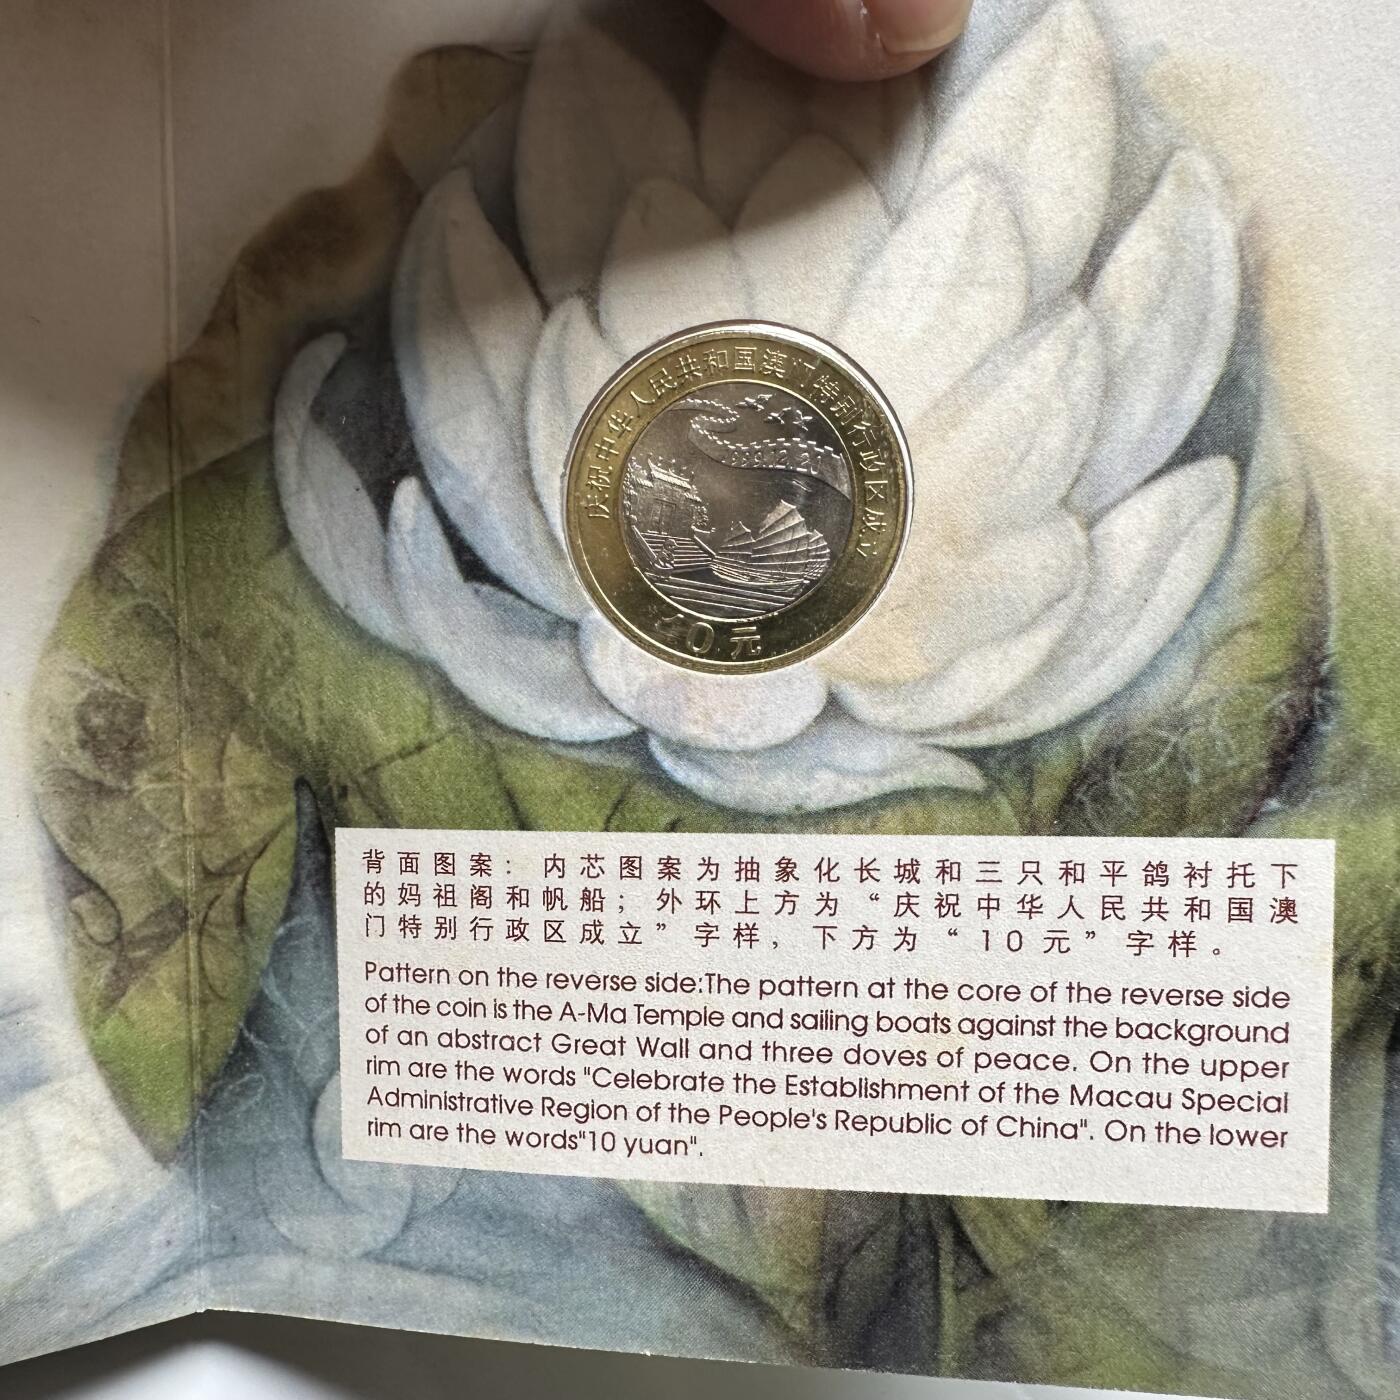 庆祝中华人民共和国澳门特别行政区成立
1999.12.20
10元
背面图案：内芯图案为抽象化长城和三只和平鸽衬托下
的妈祖阁和帆船；外环上方为“庆祝中华人民共和国澳
门特别行政区成立”字样，下方为“10元”字样。
Pattern on the reverse side:The pattern at the core of the reverse side
of the coin is the A-Ma Temple and sailing boats against the background
of an abstract Great Wall and three doves of peace. On the upper
rim are the words "Celebrate the Establishment of the Macau Special
Administrative Region of the People's Republic of China". On the lower
rim are the words"10 yuan".